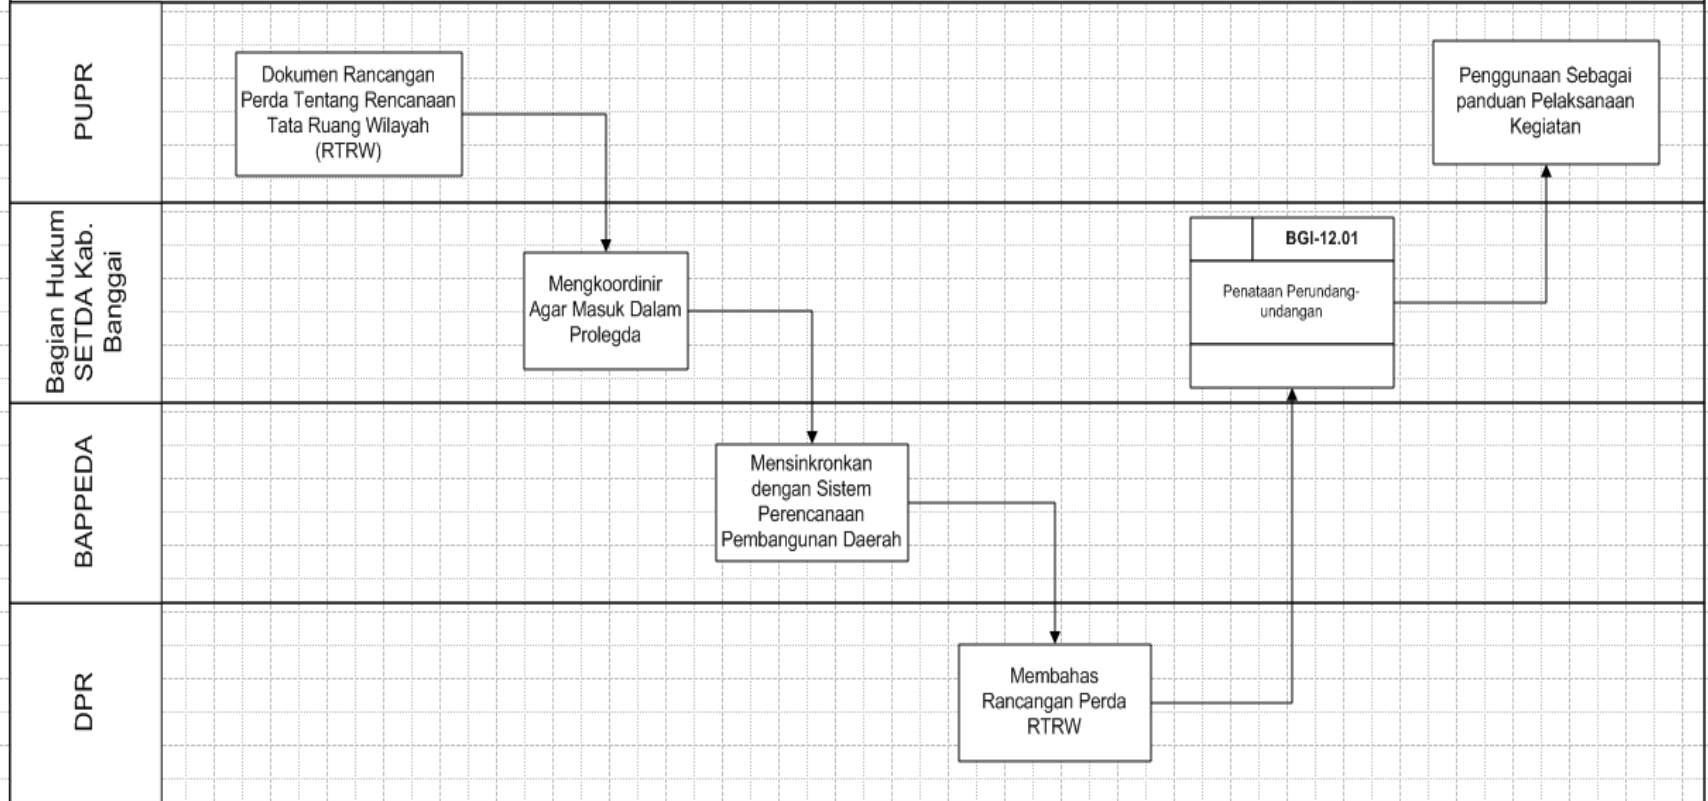 PUPR
Dokumen Rancangan
Perda Tentang Rencanaan
Tata Ruang Wilayah
(RTRW)
Penggunaan Sebagai
panduan Pelaksanaan
Kegiatan
Bagian Hukum
SETDA Kab.
Banggai
Mengkoordinir
Agar Masuk Dalam
Prolegda
BGI-12.01
Penataan Perundang-
undangan
BAPPEDA
Mensinkronkan
dengan Sistem
Perencanaan
Pembangunan Daerah
DPR
Membahas
Rancangan Perda
RTRW